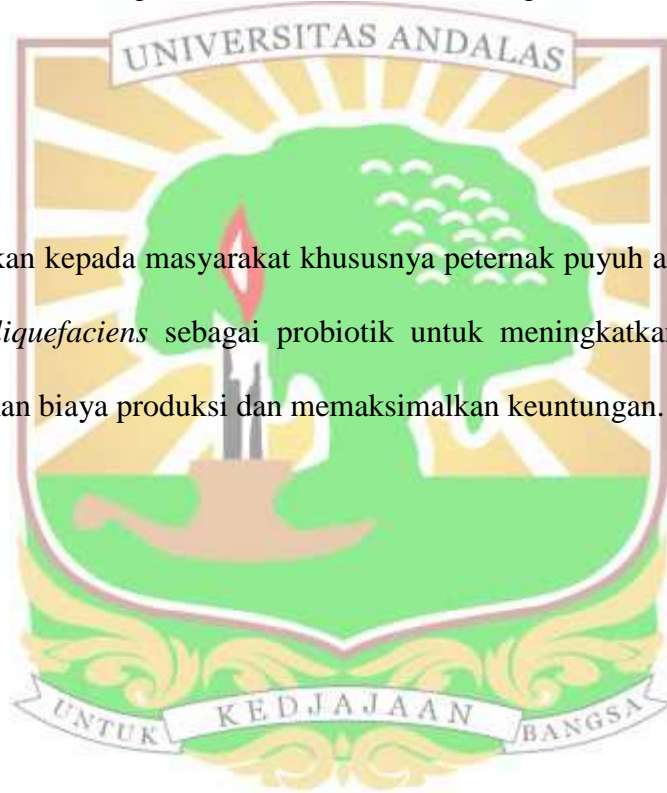 UNIVERSITAS ANDALAS
kan kepada masyarakat khususnya peternak puyuh a
liquefaciens sebagai probiotik untuk meningkatkan
an biaya produksi dan memaksimalkan keuntungan.
UNTUK KEDJAJAAN BANGSA